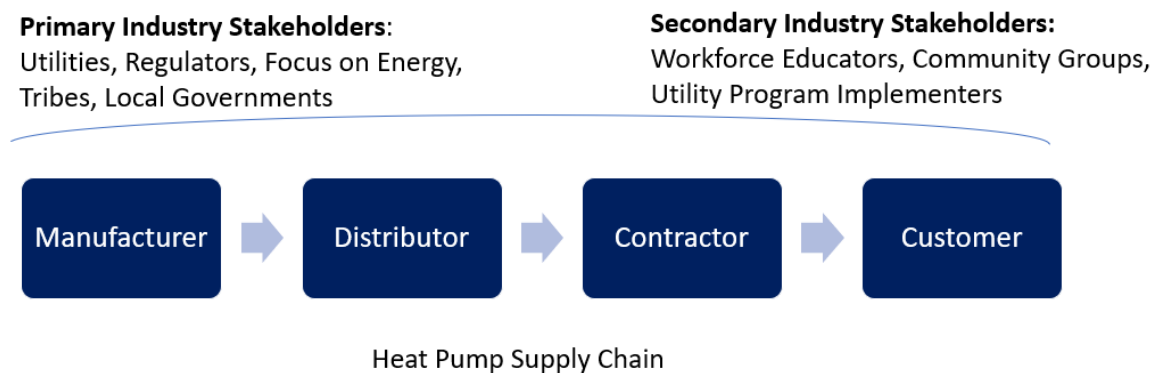 Primary Industry Stakeholders:
Utilities, Regulators, Focus on Energy,
Tribes, Local Governments
Secondary Industry Stakeholders:
Workforce Educators, Community Groups,
Utility Program Implementers
Manufacturer
Distributor
Contractor
Customer
Heat Pump Supply Chain